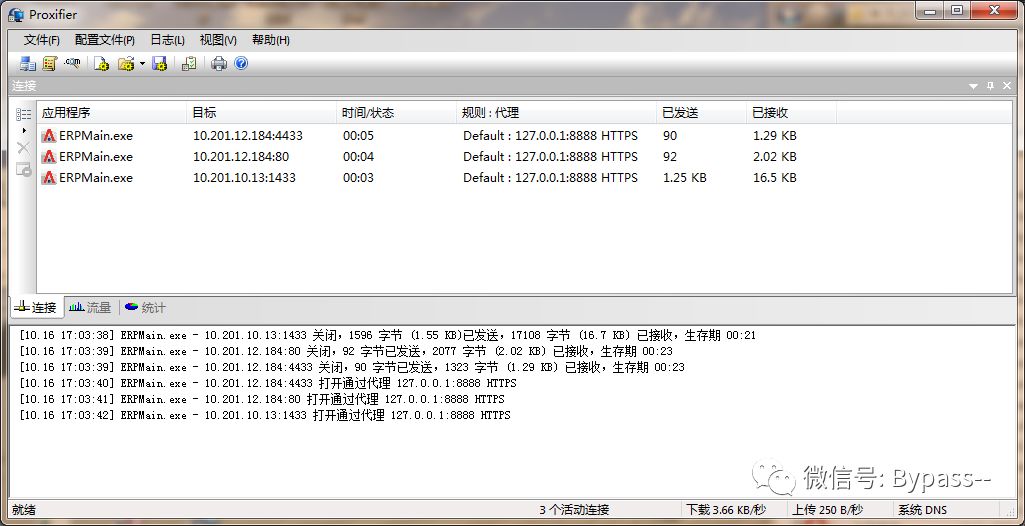 Proxifier
文件(F) 配置文件(P) 日志(L) 视图(V) 帮助(H)
连接
应用程序 目标 时间/状态 规则 : 代理 已发送 已接收
ERPMain.exe 10.201.12.184:4433 00:05 Default : 127.0.0.1:8888 HTTPS 90 1.29 KB
ERPMain.exe 10.201.12.184:80 00:04 Default : 127.0.0.1:8888 HTTPS 92 2.02 KB
ERPMain.exe 10.201.10.13:1433 00:03 Default : 127.0.0.1:8888 HTTPS 1.25 KB 16.5 KB
连接 流量 统计
[10.16 17:03:38] ERPMain.exe - 10.201.10.13:1433 关闭，1596 字节 (1.55 KB)已发送，17108 字节 (16.7 KB) 已接收，生存期 00:21
[10.16 17:03:39] ERPMain.exe - 10.201.12.184:80 关闭，92 字节已发送，2077 字节 (2.02 KB) 已接收，生存期 00:23
[10.16 17:03:39] ERPMain.exe - 10.201.12.184:4433 关闭，90 字节已发送，1323 字节 (1.29 KB) 已接收，生存期 00:23
[10.16 17:03:40] ERPMain.exe - 10.201.12.184:4433 打开通过代理 127.0.0.1:8888 HTTPS
[10.16 17:03:41] ERPMain.exe - 10.201.12.184:80 打开通过代理 127.0.0.1:8888 HTTPS
[10.16 17:03:42] ERPMain.exe - 10.201.10.13:1433 打开通过代理 127.0.0.1:8888 HTTPS
微信号: Bypass--
就绪 3 个活动连接 下载 3.66 KB/秒 上传 250 B/秒 系统 DNS